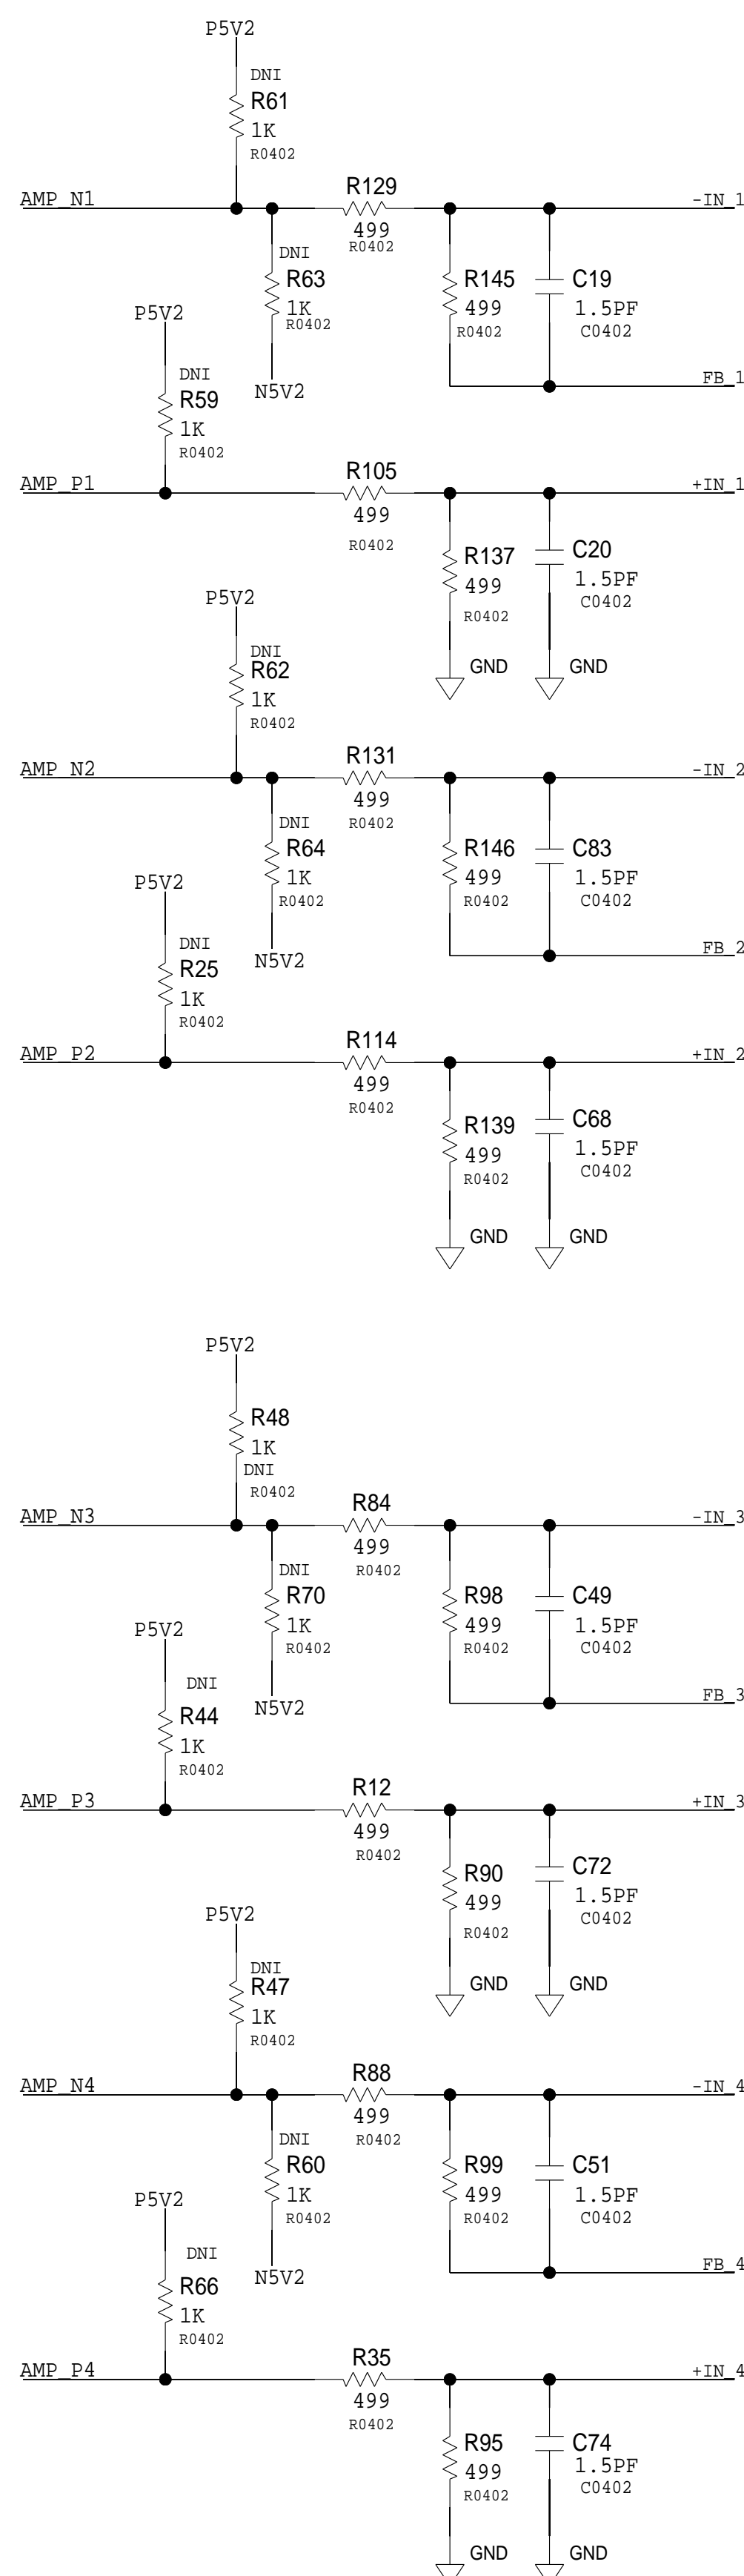 P5V2
DNI
R61
1K
R0402
AMP_N1
R129
499
R0402
-IN_1
DNI
R63
1K
R0402
N5V2
R145
499
R0402
C19
1.5PF
C0402
FB_1
P5V2
DNI
R59
1K
R0402
AMP_P1
R105
499
R0402
+IN_1
R137
499
R0402
C20
1.5PF
C0402
GND
GND
P5V2
DNI
R62
1K
R0402
AMP_N2
R131
499
R0402
-IN_2
DNI
R64
1K
R0402
N5V2
R146
499
R0402
C83
1.5PF
C0402
FB_2
P5V2
DNI
R25
1K
R0402
AMP_P2
R114
499
R0402
+IN_2
R139
499
R0402
C68
1.5PF
C0402
GND
GND
P5V2
R48
1K
DNI
R0402
AMP_N3
R84
499
R0402
-IN_3
DNI
R70
1K
R0402
N5V2
R98
499
R0402
C49
1.5PF
C0402
FB_3
P5V2
DNI
R44
1K
R0402
AMP_P3
R12
499
R0402
+IN_3
R90
499
R0402
C72
1.5PF
C0402
GND
GND
P5V2
DNI
R47
1K
R0402
AMP_N4
R88
499
R0402
-IN_4
DNI
R60
1K
R0402
N5V2
R99
499
R0402
C51
1.5PF
C0402
FB_4
P5V2
DNI
R66
1K
R0402
AMP_P4
R35
499
R0402
+IN_4
R95
499
R0402
C74
1.5PF
C0402
GND
GND